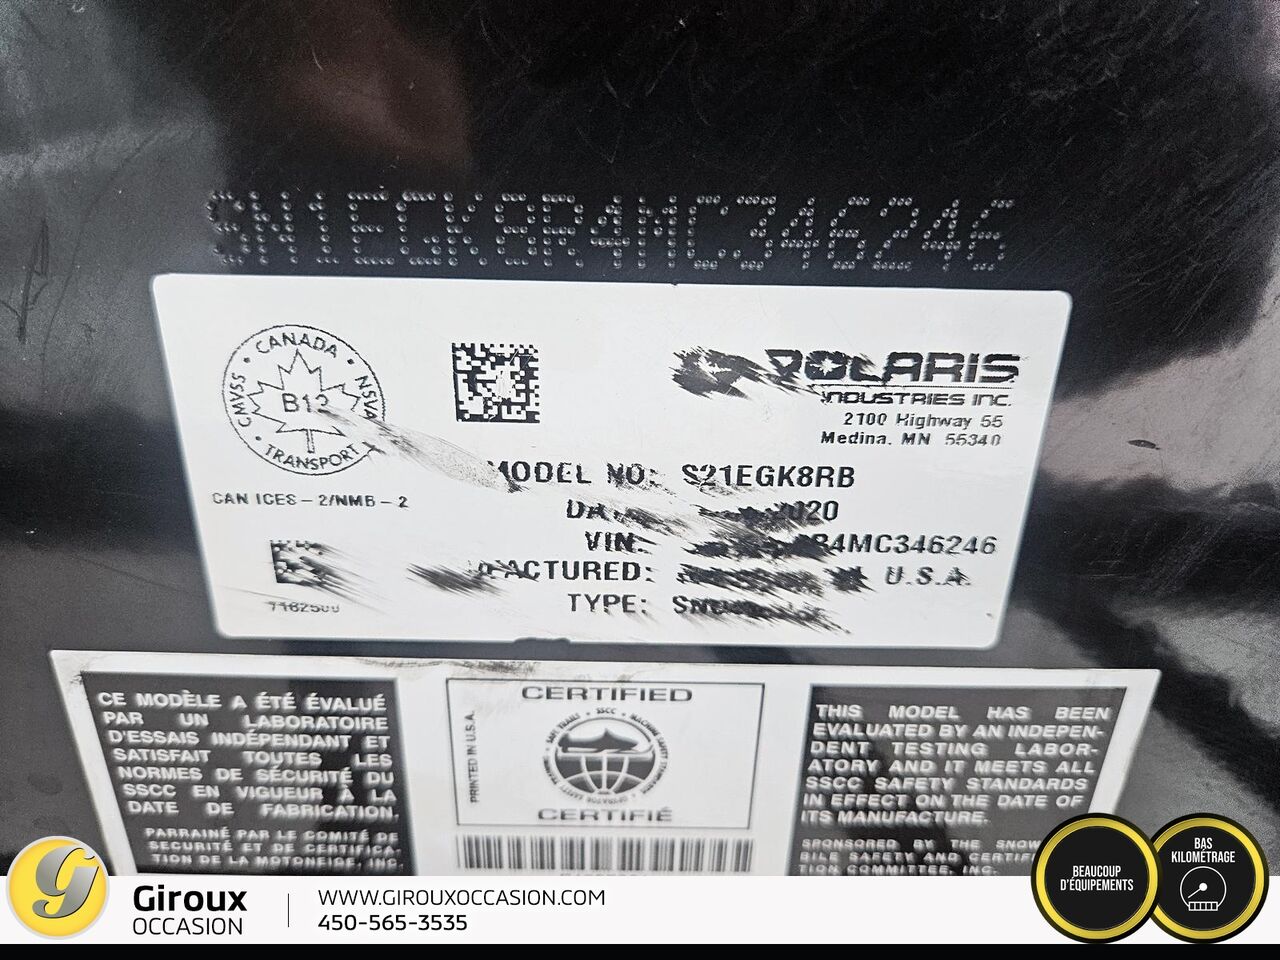 SN1EGK8R4MC346246
CANADA
CMVSS
NSVA
B12
TRANSPORT
CAN ICES - 2/NMB - 2
7182500
POLARIS
INDUSTRIES INC.
2100 Highway 55
Medina, MN 55340
MODEL NO: S21EGK8RB
2020
VIN: R4MC346246
ACTURED: U.S.A.
TYPE:
CE MODÈLE A ÉTÉ ÉVALUÉ
PAR UN LABORATOIRE
D'ESSAIS INDÉPENDANT ET
SATISFAIT TOUTES LES
NORMES DE SÉCURITÉ DU
SSCC EN VIGUEUR À LA
DATE DE FABRICATION.
PARRAINÉ PAR LE COMITÉ DE
SECURITÉ ET DE CERTIFICA-
TION DE LA MOTONEIGE, INC.
PRINTED IN U.S.A.
CERTIFIED
SSCC
CERTIFIÉ
THIS MODEL HAS BEEN
EVALUATED BY AN INDEPEN-
DENT TESTING LABOR-
ATORY AND IT MEETS ALL
SSCC SAFETY STANDARDS
IN EFFECT ON THE DATE OF
ITS MANUFACTURE.
SPONSORED BY THE SNOW
BILE SAFETY AND CERTIFI
TION COMMITTEE, INC.
G
Giroux
OCCASION
WWW.GIROUXOCCASION.COM
450-565-3535
BEAUCOUP
D'ÉQUIPEMENTS
BAS
KILOMÉTRAGE